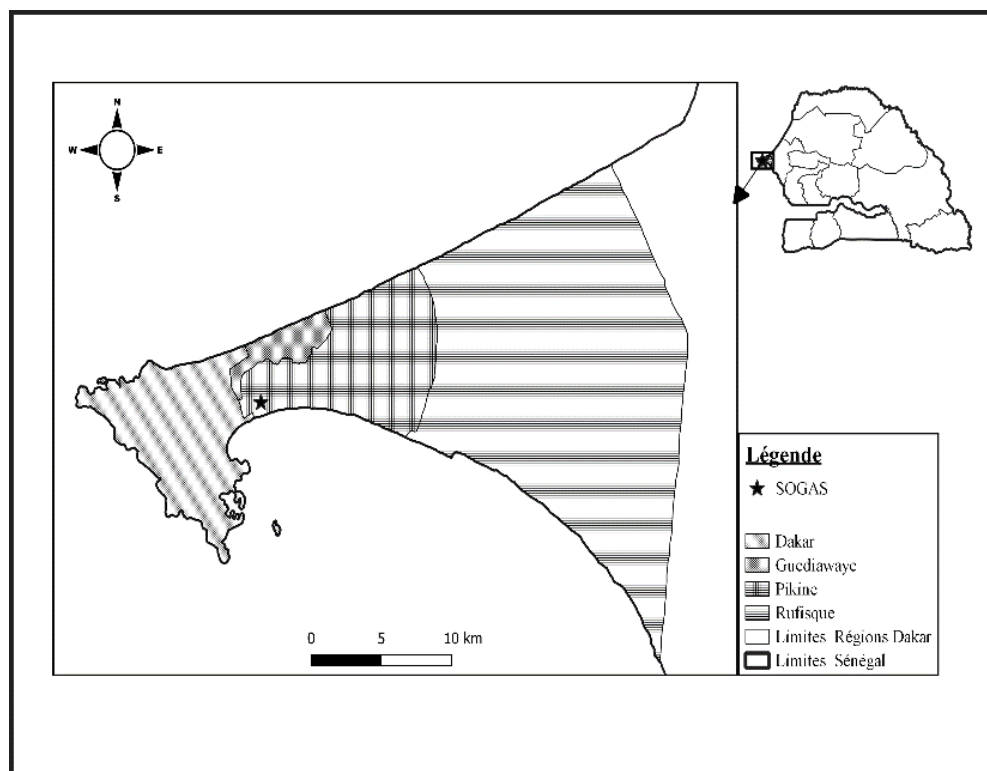 N
W E
S
0 5 10 km
Légende
SOGAS
Dakar
Guediawaye
Pikine
Rufisque
Limites Régions Dakar
Limites Sénégal